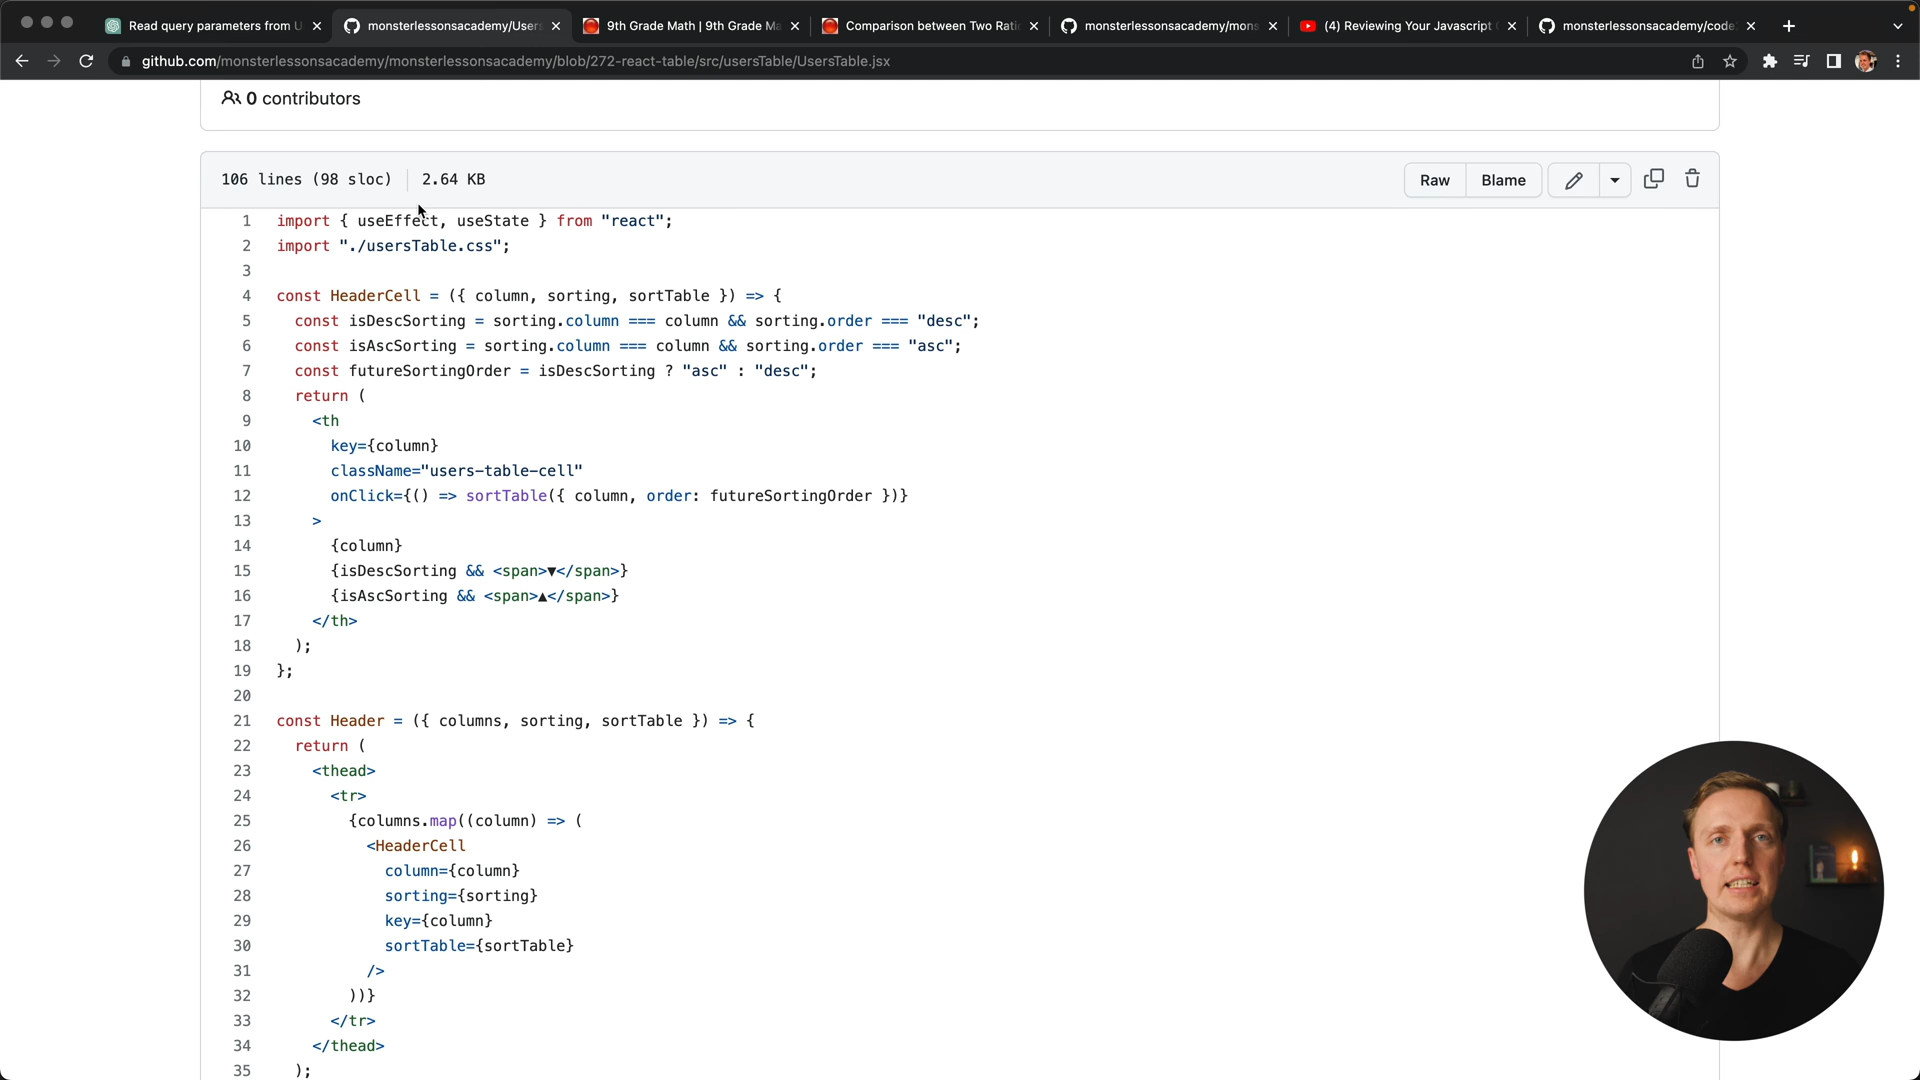 Read query parameters from U
monsterlessonsacademy/Users
9th Grade Math | 9th Grade Ma
Comparison between Two Ratio
monsterlessonsacademy/mons
(4) Reviewing Your Javascript
monsterlessonsacademy/code
github.com/monsterlessonsacademy/monsterlessonsacademy/blob/272-react-table/src/usersTable/UsersTable.jsx
0 contributors
106 lines (98 sloc) 2.64 KB
Raw
Blame
1 import { useEffect, useState } from "react";
2 import "./usersTable.css";
3
4 const HeaderCell = ({ column, sorting, sortTable }) => {
5 const isDescSorting = sorting.column === column && sorting.order === "desc";
6 const isAscSorting = sorting.column === column && sorting.order === "asc";
7 const futureSortingOrder = isDescSorting ? "asc" : "desc";
8 return (
9 <th
10 key={column}
11 className="users-table-cell"
12 onClick={() => sortTable({ column, order: futureSortingOrder })}
13 >
14 {column}
15 {isDescSorting && <span>▼</span>}
16 {isAscSorting && <span>▲</span>}
17 </th>
18 );
19 };
20
21 const Header = ({ columns, sorting, sortTable }) => {
22 return (
23 <thead>
24 <tr>
25 {columns.map((column) => (
26 <HeaderCell
27 column={column}
28 sorting={sorting}
29 key={column}
30 sortTable={sortTable}
31 />
32 ))}
33 </tr>
34 </thead>
35 );